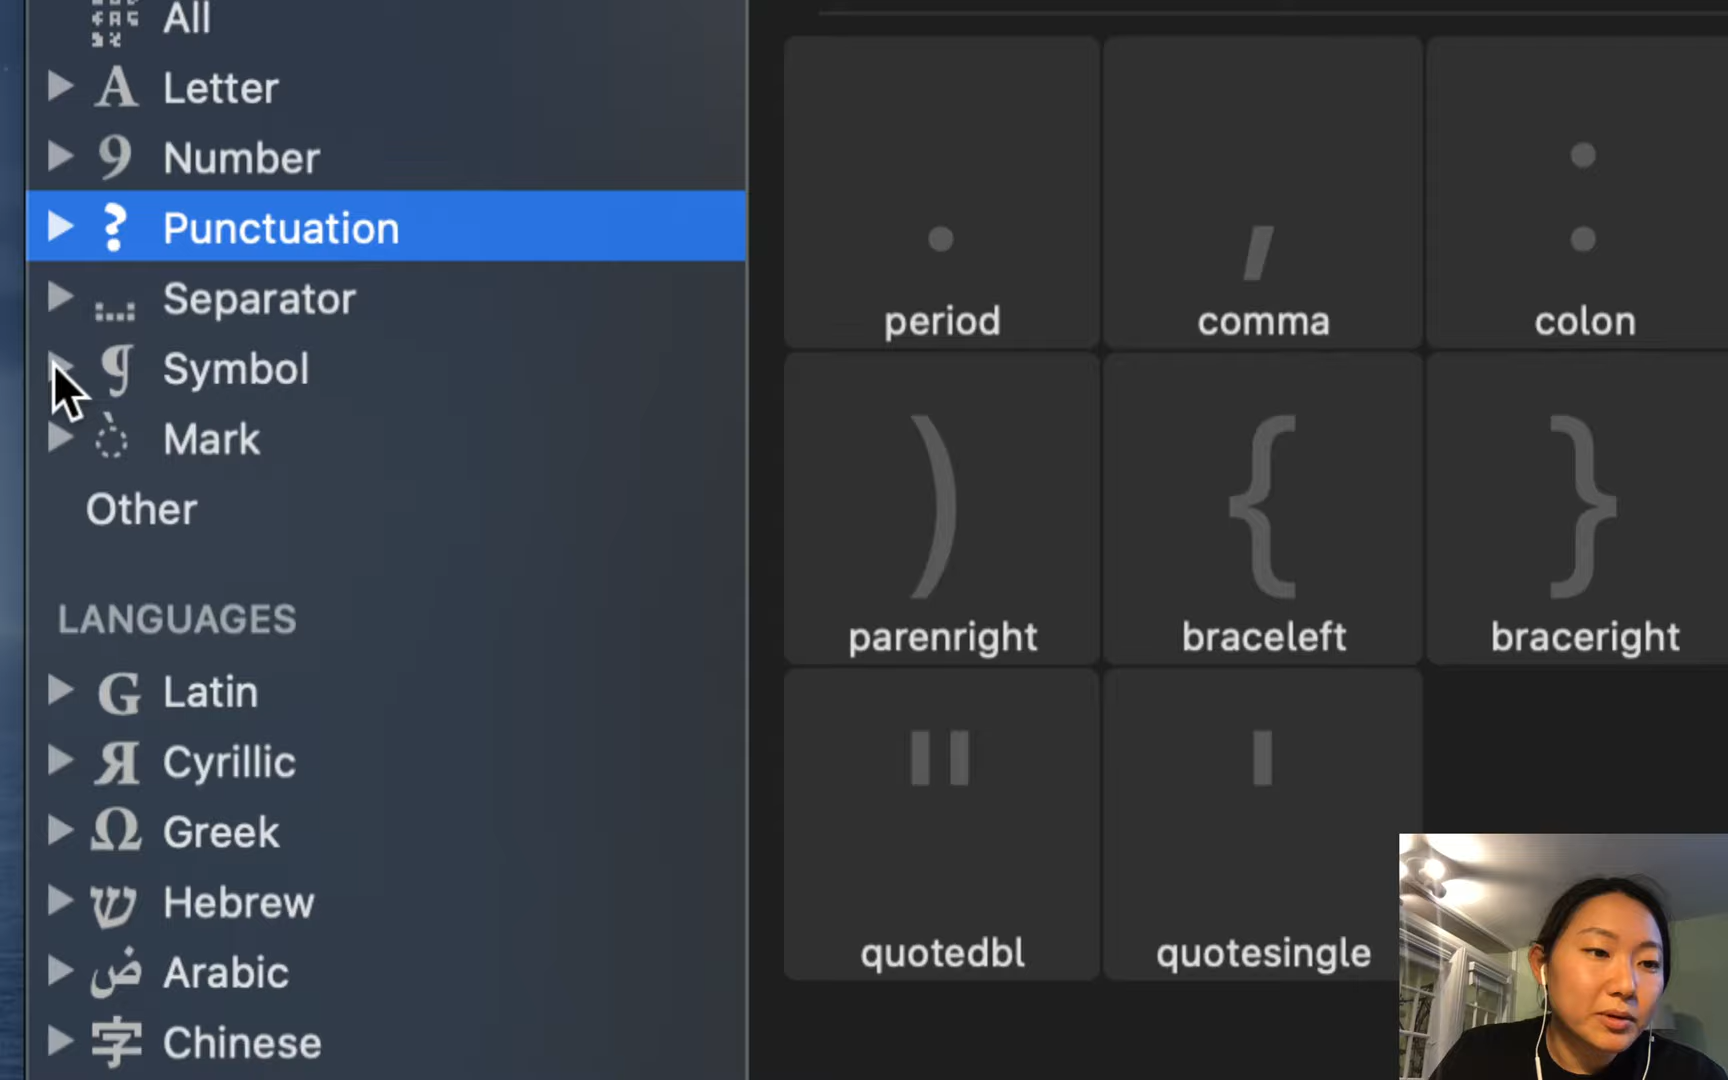 All
Letter
Number
Punctuation
Separator
Symbol
Mark
Other
LANGUAGES
Latin
Cyrillic
Greek
Hebrew
Arabic
Chinese
period
comma
colon
parenright
braceleft
braceright
quotedbl
quotesingle